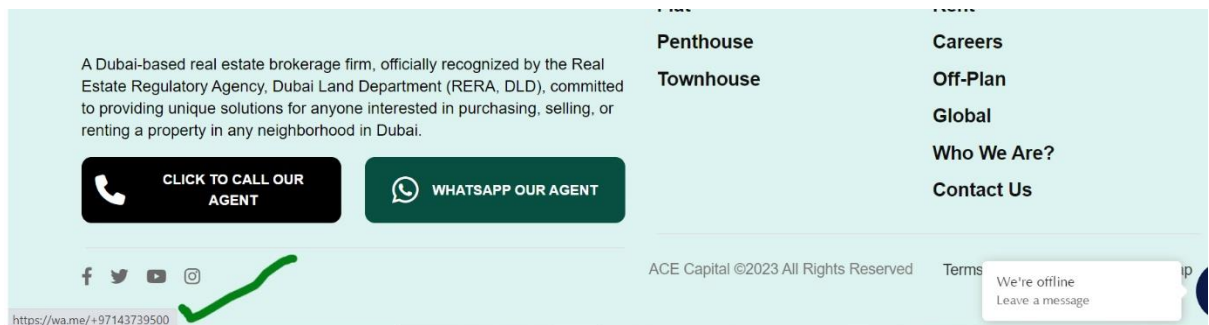 Penthouse
Townhouse
Careers
Off-Plan
Global
Who We Are?
Contact Us
A Dubai-based real estate brokerage firm, officially recognized by the Real
Estate Regulatory Agency, Dubai Land Department (RERA, DLD), committed
to providing unique solutions for anyone interested in purchasing, selling, or
renting a property in any neighborhood in Dubai.
CLICK TO CALL OUR
AGENT
WHATSAPP OUR AGENT
ACE Capital ©2023 All Rights Reserved
Terms
We're offline
Leave a message
https://wa.me/+97143739500